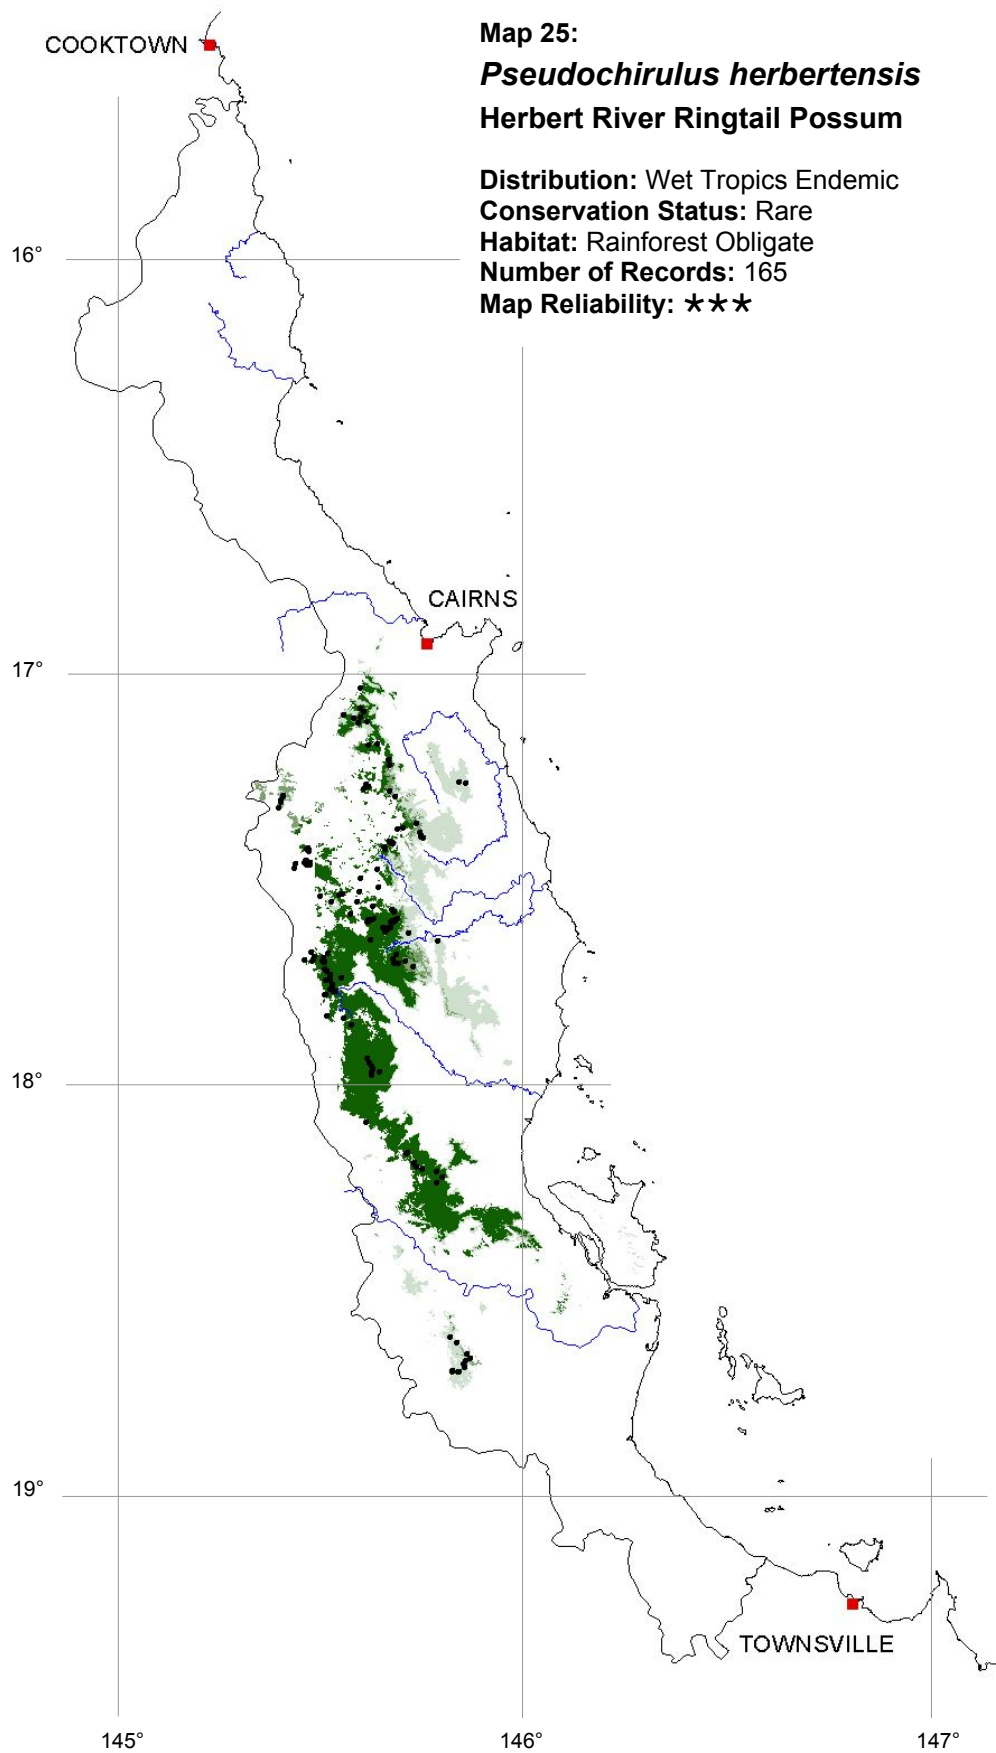 Map 25:
COOKTOWN
Pseudochirulus herbertensis
Herbert River Ringtail Possum
Distribution: Wet Tropics Endemic
Conservation Status: Rare
Habitat: Rainforest Obligate
Number of Records: 165
Map Reliability: ***
16°
CAIRNS
17°
18°
19°
TOWNSVILLE
145°
146°
147°